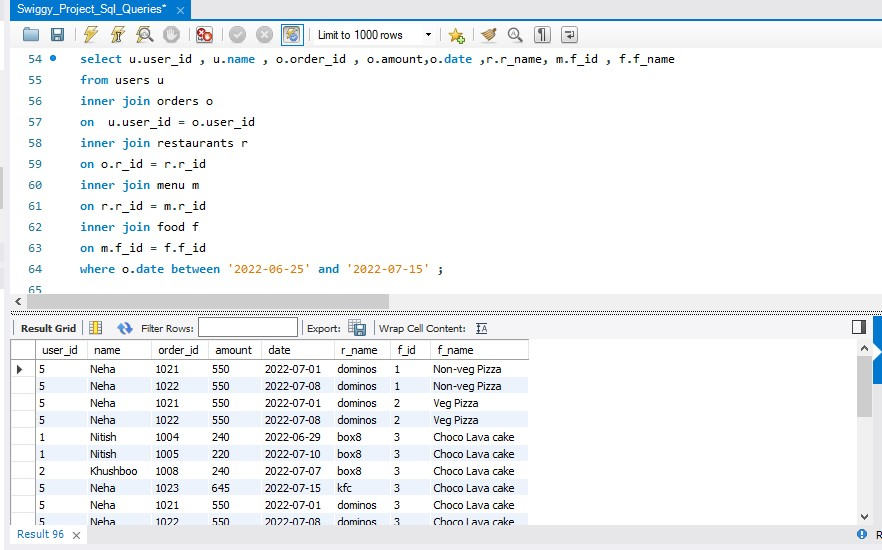 Swiggy_Project_Sql_Queries*
Limit to 1000 rows
54 select u.user_id , u.name , o.order_id , o.amount,o.date ,r.r_name, m.f_id , f.f_name
55 from users u
56 inner join orders o
57 on  u.user_id = o.user_id
58 inner join restaurants r
59 on o.r_id = r.r_id
60 inner join menu m
61 on r.r_id = m.r_id
62 inner join food f
63 on m.f_id = f.f_id
64 where o.date between '2022-06-25' and '2022-07-15' ;
65
Result Grid Filter Rows: Export: Wrap Cell Content:
user_id name order_id amount date r_name f_id f_name
5 Neha 1021 550 2022-07-01 dominos 1 Non-veg Pizza
5 Neha 1022 550 2022-07-08 dominos 1 Non-veg Pizza
5 Neha 1021 550 2022-07-01 dominos 2 Veg Pizza
5 Neha 1022 550 2022-07-08 dominos 2 Veg Pizza
1 Nitish 1004 240 2022-06-29 box8 3 Choco Lava cake
1 Nitish 1005 220 2022-07-10 box8 3 Choco Lava cake
2 Khushboo 1008 240 2022-07-07 box8 3 Choco Lava cake
5 Neha 1023 645 2022-07-15 kfc 3 Choco Lava cake
5 Neha 1021 550 2022-07-01 dominos 3 Choco Lava cake
5 Neha 1022 550 2022-07-08 dominos 3 Choco Lava cake
Result 96 R